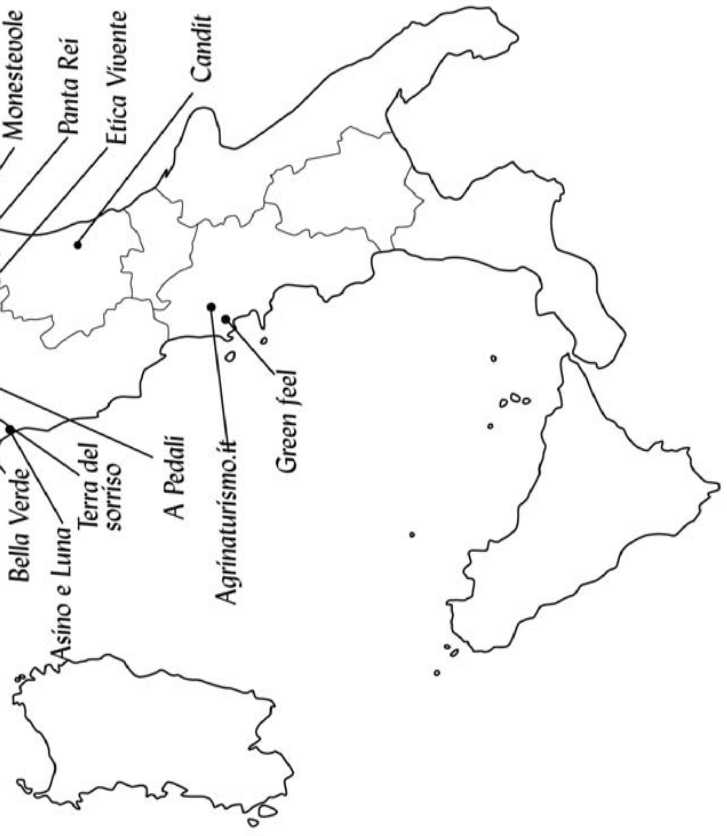 Monestevole
Bella Verde
Asino e Luna
Panta Rei
Terra del
sorriso
Etica Vivente
A Pedali
Candit
Agrinaturismo.it
Green feel